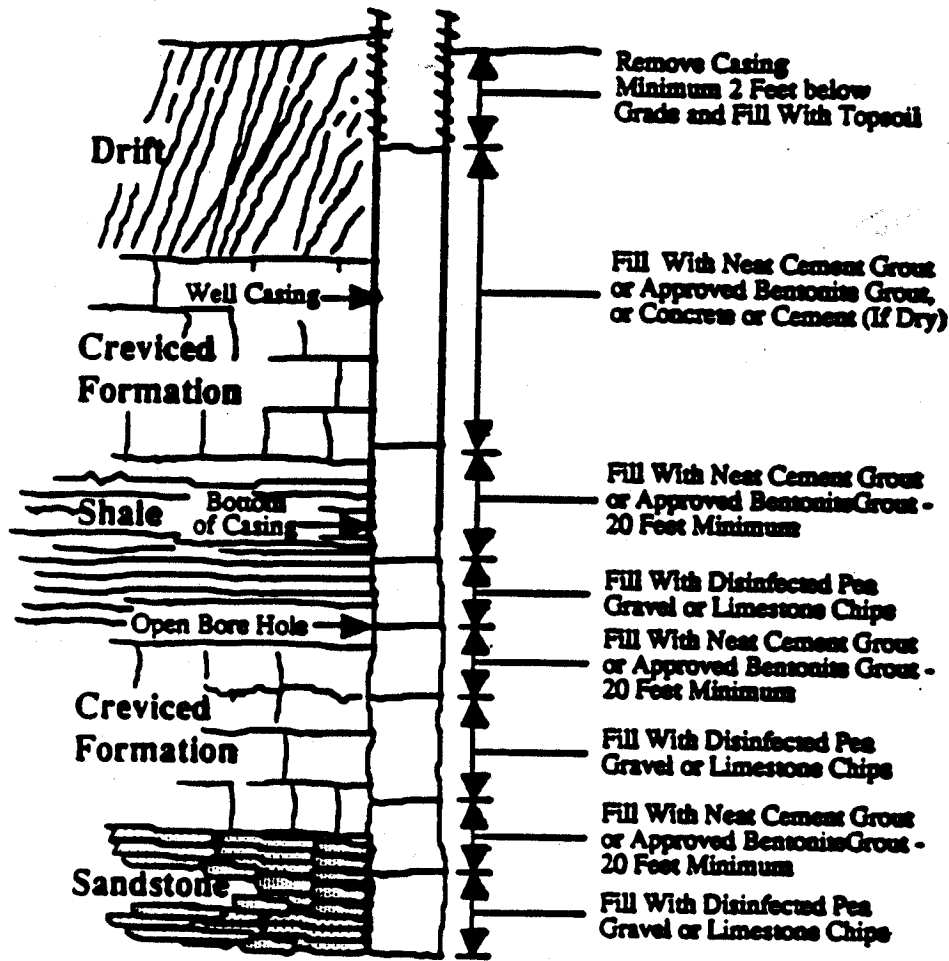 Remove Casing
Minimum 2 Feet below
Grade and Fill With Topsoil
Drift
Fill With Neat Cement Grout
or Approved Bentonite Grout,
or Concrete or Cement (If Dry)
Well Casing
Creviced
Formation
Fill With Neat Cement Grout
or Approved BentoniteGrout -
20 Feet Minimum
Shale
Bottom
of Casing
Fill With Disinfected Pea
Gravel or Limestone Chips
Open Bore Hole
Fill With Neat Cement Grout
or Approved Bentonite Grout -
20 Feet Minimum
Creviced
Formation
Fill With Disinfected Pea
Gravel or Limestone Chips
Fill With Neat Cement Grout
or Approved BentoniteGrout -
20 Feet Minimum
Sandstone
Fill With Disinfected Pea
Gravel or Limestone Chips